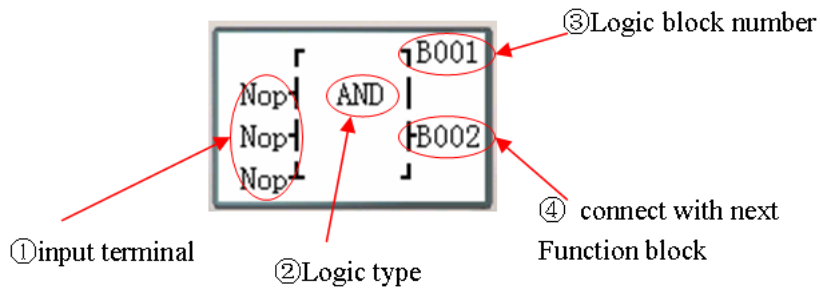 ③Logic block number
B001
Nop AND
Nop B002
Nop
④ connect with next
Function block
①input terminal
②Logic type